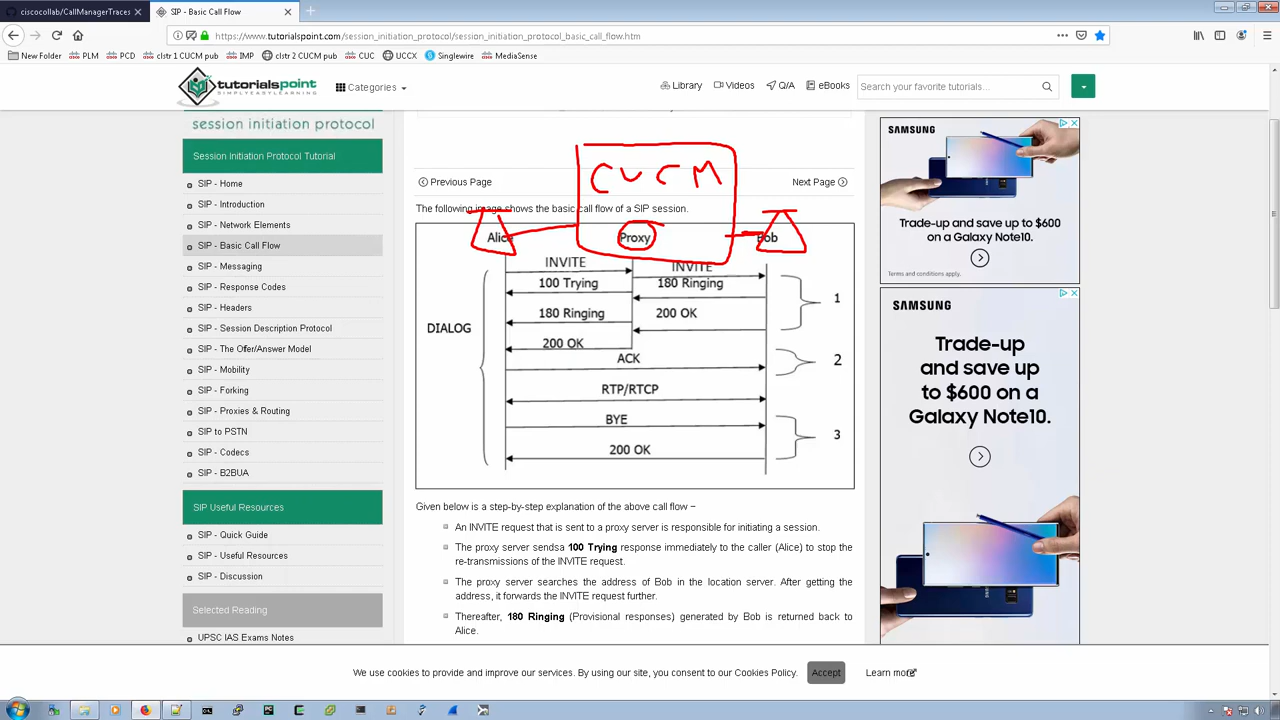 ciscocollab/CallManagerTraces
SIP - Basic Call Flow
https://www.tutorialspoint.com/session_initiation_protocol/session_initiation_protocol_basic_call_flow.htm
New Folder PLM PCD clstr 1 CUCM pub IMP clstr 2 CUCM pub CUC UCCX Singlewire MediaSense
tutorialspoint
SIMPLYEASYLEARNING
Categories
Library Videos Q/A eBooks
Search your favorite tutorials...
session initiation protocol
Session Initiation Protocol Tutorial
SIP - Home
SIP - Introduction
SIP - Network Elements
SIP - Basic Call Flow
SIP - Messaging
SIP - Response Codes
SIP - Headers
SIP - Session Description Protocol
SIP - The Offer/Answer Model
SIP - Mobility
SIP - Forking
SIP - Proxies & Routing
SIP to PSTN
SIP - Codecs
SIP - B2BUA
SIP Useful Resources
SIP - Quick Guide
SIP - Useful Resources
SIP - Discussion
Selected Reading
UPSC IAS Exams Notes
CUCM
Previous Page
Next Page
The following image shows the basic call flow of a SIP session.
Alice Proxy Bob
INVITE INVITE
100 Trying 180 Ringing
180 Ringing 200 OK
200 OK
ACK
RTP/RTCP
BYE
200 OK
DIALOG
1
2
3
Given below is a step-by-step explanation of the above call flow −
An INVITE request that is sent to a proxy server is responsible for initiating a session.
The proxy server sendsa 100 Trying response immediately to the caller (Alice) to stop the
re-transmissions of the INVITE request.
The proxy server searches the address of Bob in the location server. After getting the
address, it forwards the INVITE request further.
Thereafter, 180 Ringing (Provisional responses) generated by Bob is returned back to
Alice.
SAMSUNG
Trade-up and save up to $600
on a Galaxy Note10.
Terms and conditions apply.
SAMSUNG
Trade-up
and save up
to $600 on a
Galaxy Note10.
We use cookies to provide and improve our services. By using our site, you consent to our Cookies Policy.
Accept
Learn more